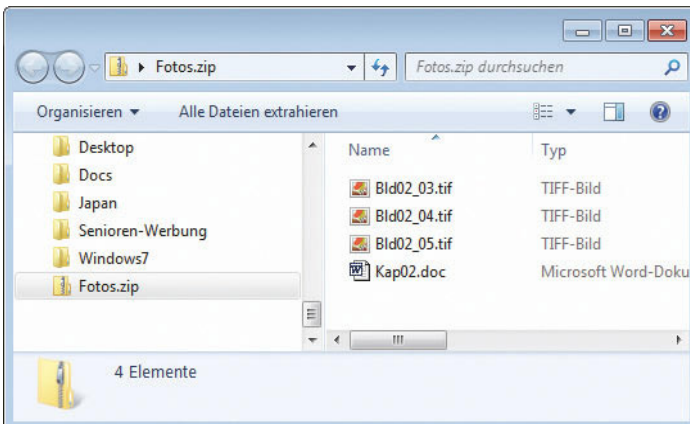 Fotos.zip
Fotos.zip durchsuchen
Organisieren
Alle Dateien extrahieren
Desktop
Docs
Japan
Senioren-Werbung
Windows7
Fotos.zip
Name
Typ
Bld02_03.tif
TIFF-Bild
Bld02_04.tif
TIFF-Bild
Bld02_05.tif
TIFF-Bild
Kap02.doc
Microsoft Word-Doku
4 Elemente